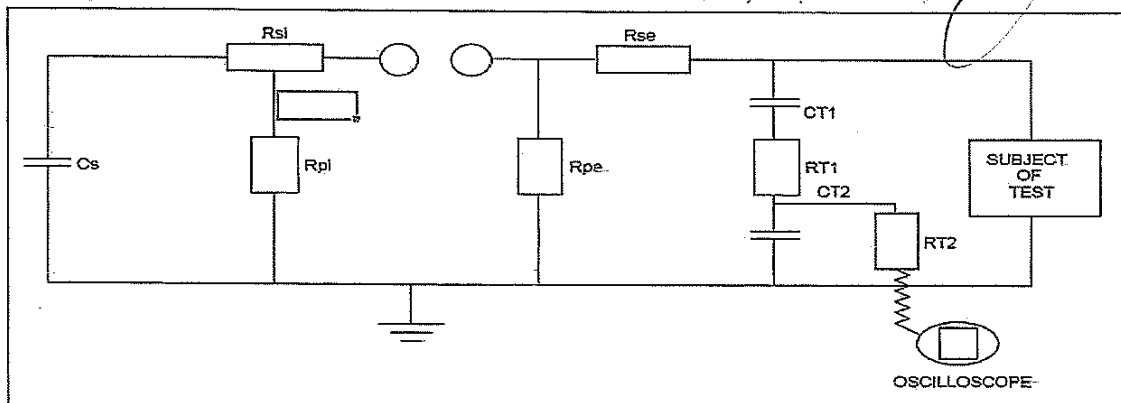 Rsi
Rse
CT1
Cs
Rpi
Rpe
RT1
CT2
RT2
SUBJECT
OF
TEST
OSCILLOSCOPE